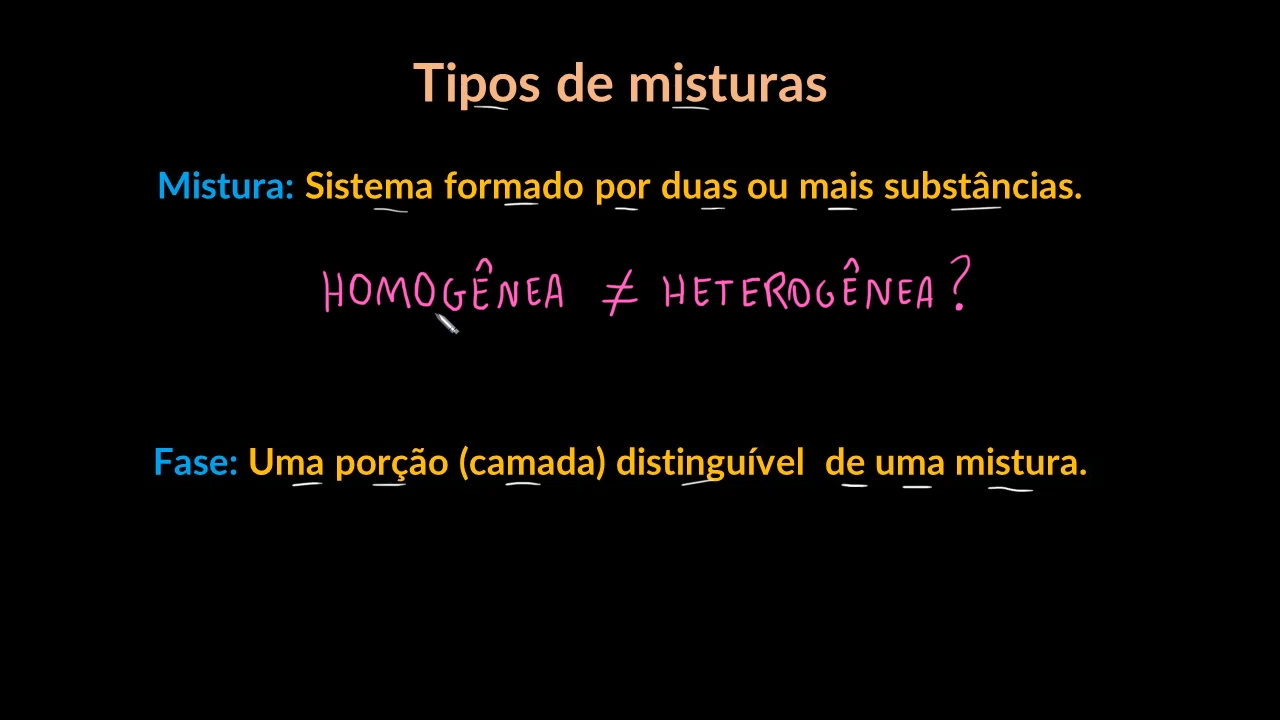 Tipos de misturas
Mistura: Sistema formado por duas ou mais substâncias.
HOMOGÊNEA ≠ HETEROGÊNEA?
Fase: Uma porção (camada) distinguível de uma mistura.